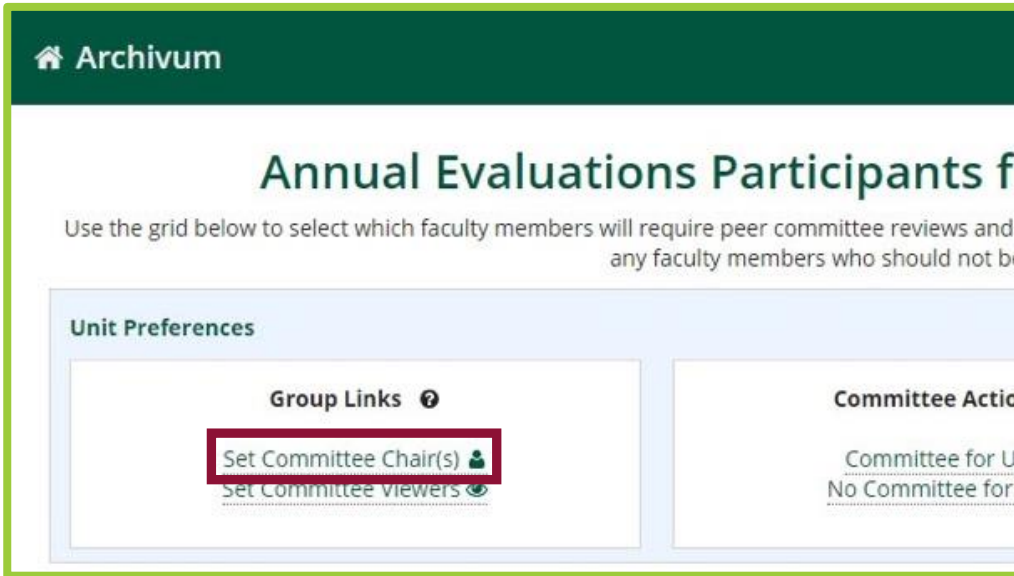 Archivum
Annual Evaluations Participants f
Use the grid below to select which faculty members will require peer committee reviews and
any faculty members who should not b
Unit Preferences
Group Links
Set Committee Chair(s)
Set Committee Viewers
Committee Actio
Committee for U
No Committee for